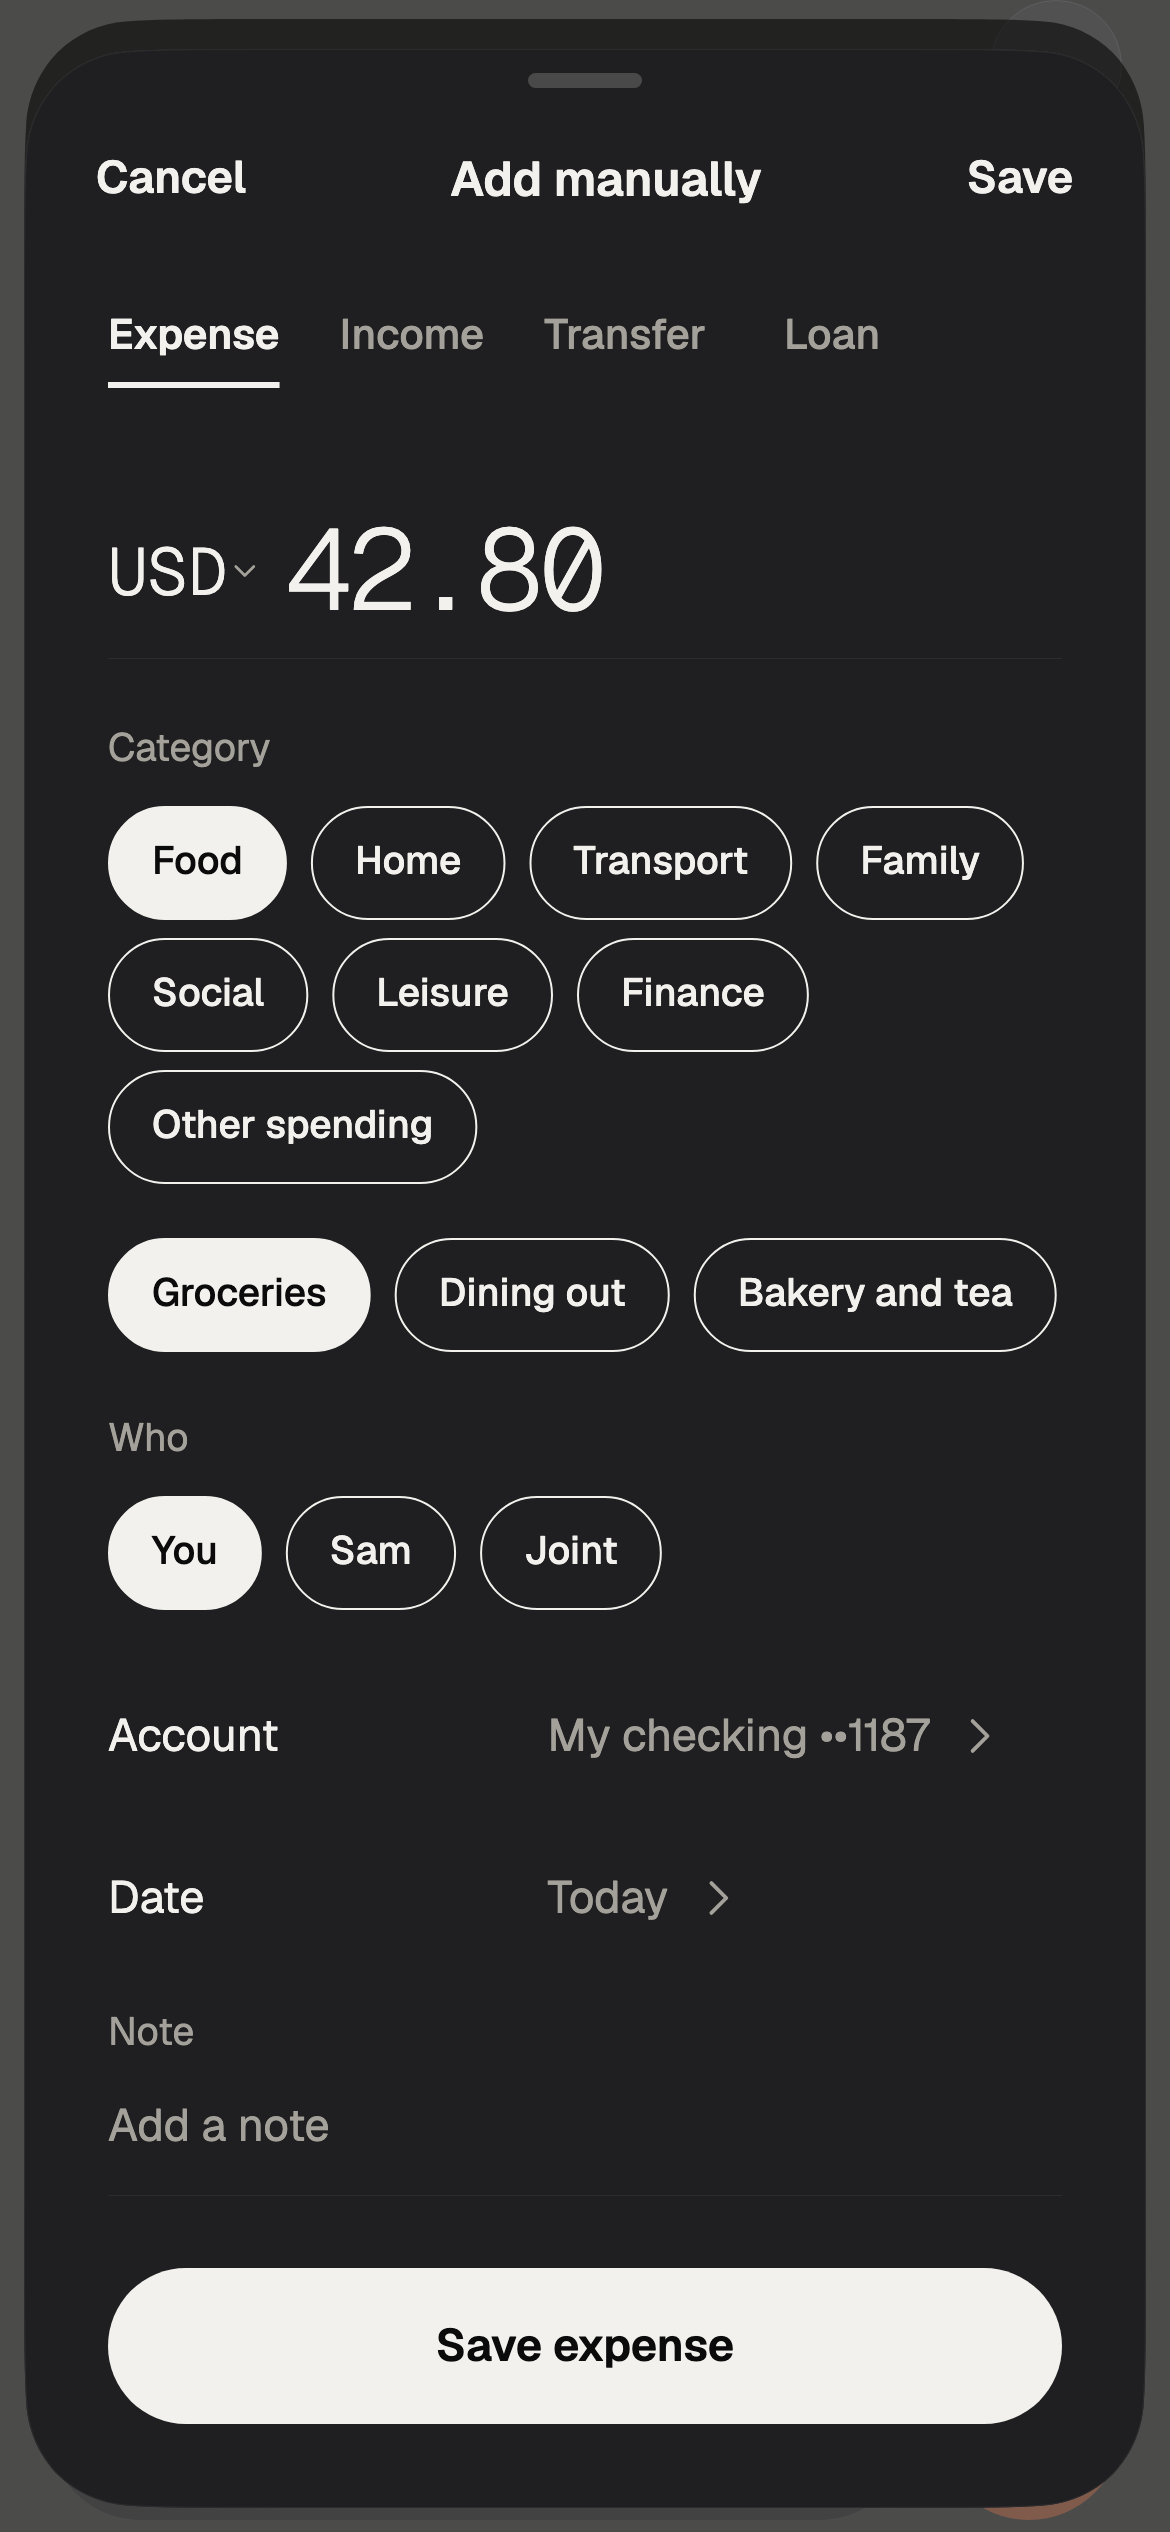 Cancel Add manually Save
Expense Income Transfer Loan
USD 42.80
Category
Food Home Transport Family
Social Leisure Finance
Other spending
Groceries Dining out Bakery and tea
Who
You Sam Joint
Account My checking ••1187
Date Today
Note
Add a note
Save expense